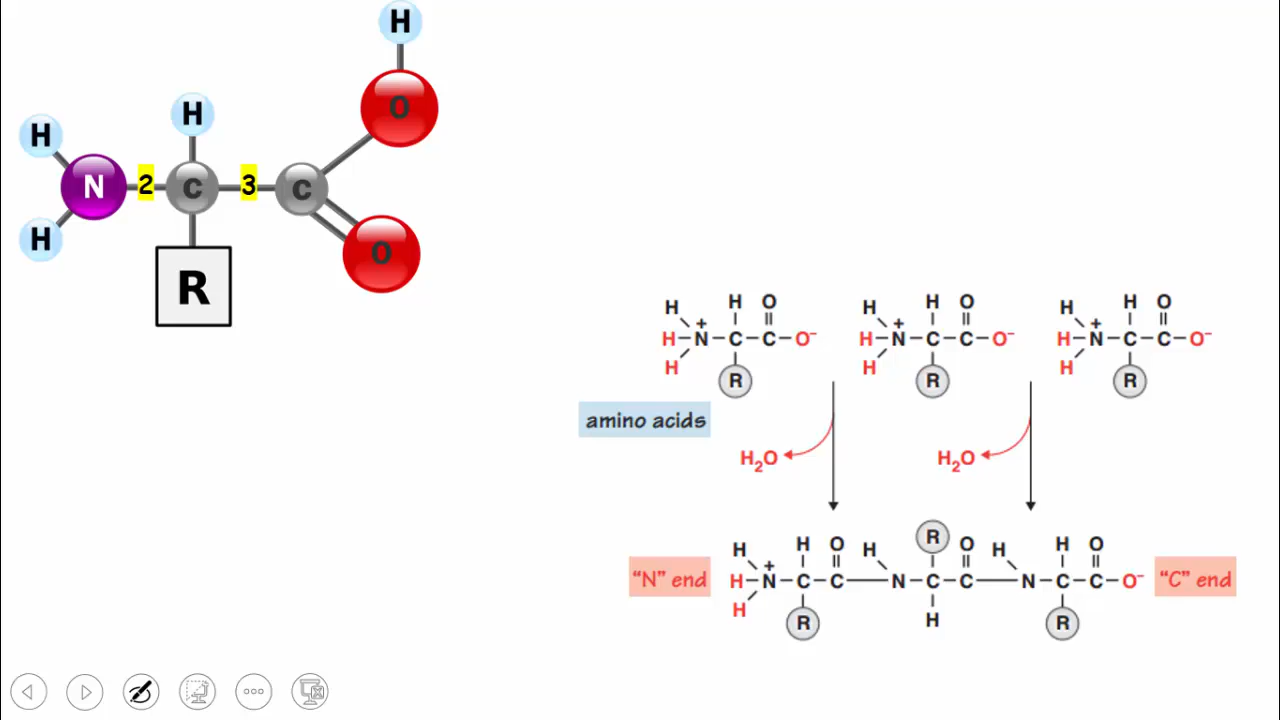 H
H H
N 2 C 3 C O
H
O
R
H H O H H O H H O
H–N+–C–C–O− H–N+–C–C–O− H–N+–C–C–O−
H R H R H R
amino acids
H2O H2O
H H O H R O H H O
"N" end H–N+–C–C—N–C–C—N–C–C–O− "C" end
H R H R